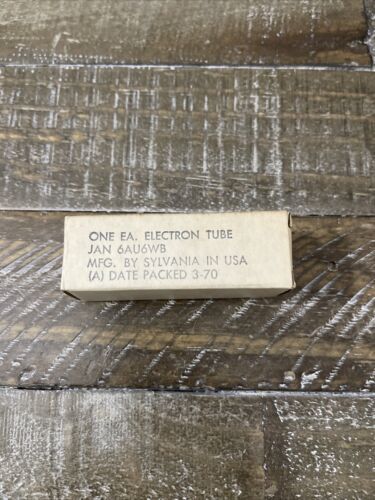 ONE EA. ELECTRON TUBE
JAN 6AU6WB
MFG. BY SYLVANIA IN USA
(A) DATE PACKED 3-70